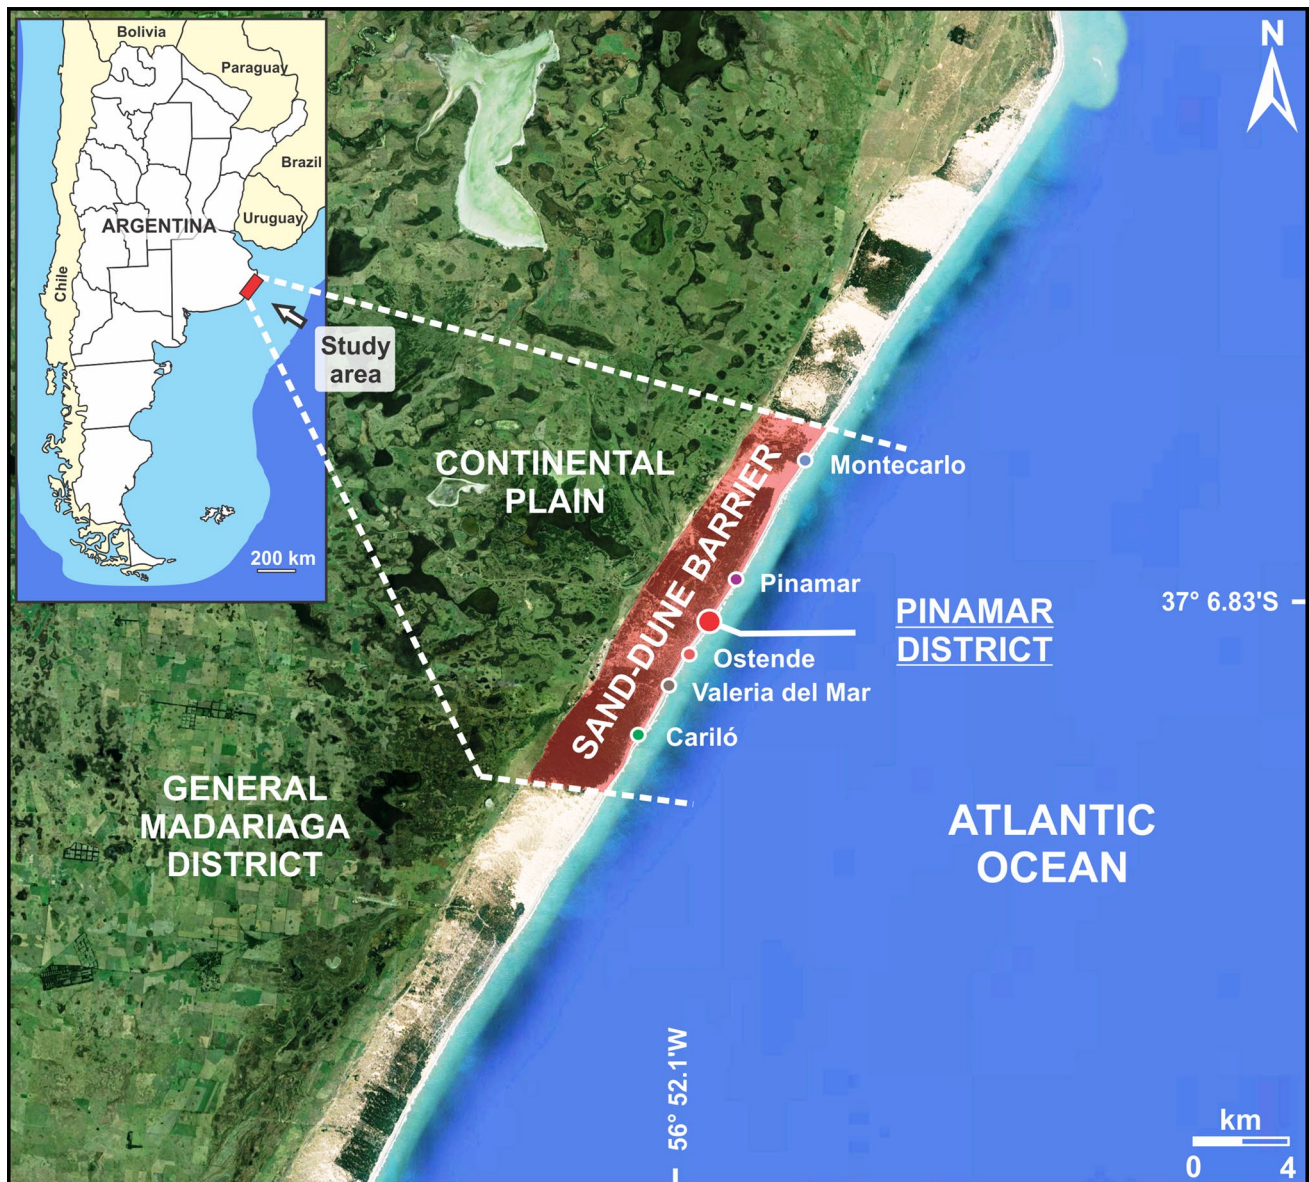 Bolivia
Paraguay
Brazil
ARGENTINA
Uruguay
Chile
Study
area
200 km
N
CONTINENTAL
PLAIN
SAND-DUNE BARRIER
Montecarlo
Pinamar
PINAMAR
DISTRICT
37° 6.83'S
Ostende
Valeria del Mar
Cariló
GENERAL
MADARIAGA
DISTRICT
ATLANTIC
OCEAN
56° 52.1'W
km
0 4